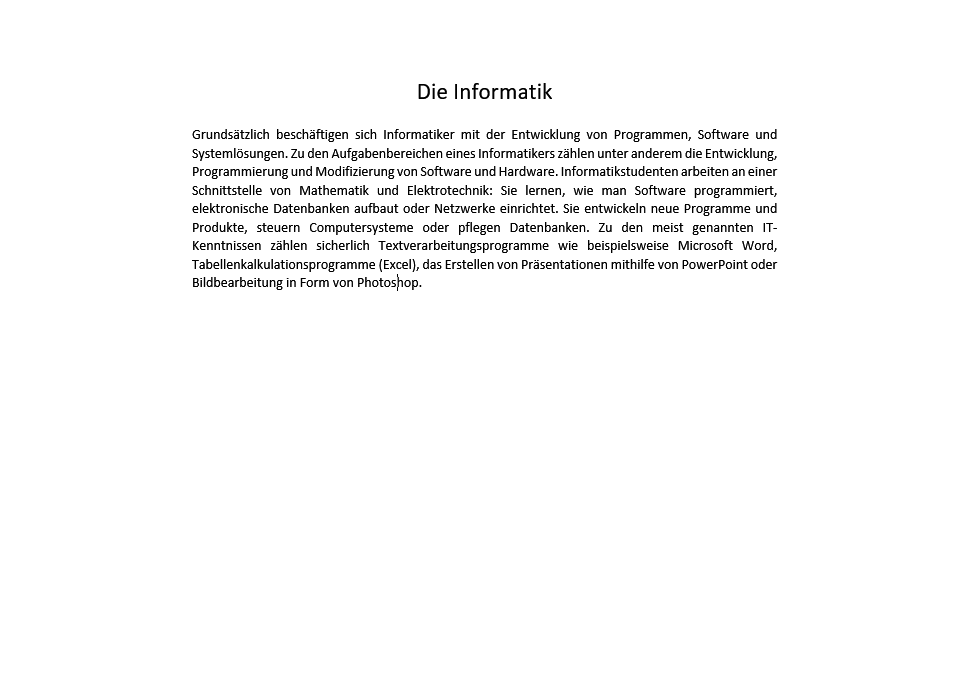 Die Informatik
Grundsätzlich beschäftigen sich Informatiker mit der Entwicklung von Programmen, Software und
Systemlösungen. Zu den Aufgabenbereichen eines Informatikers zählen unter anderem die Entwicklung,
Programmierung und Modifizierung von Software und Hardware. Informatikstudenten arbeiten an einer
Schnittstelle von Mathematik und Elektrotechnik: Sie lernen, wie man Software programmiert,
elektronische Datenbanken aufbaut oder Netzwerke einrichtet. Sie entwickeln neue Programme und
Produkte, steuern Computersysteme oder pflegen Datenbanken. Zu den meist genannten IT-
Kenntnissen zählen sicherlich Textverarbeitungsprogramme wie beispielsweise Microsoft Word,
Tabellenkalkulationsprogramme (Excel), das Erstellen von Präsentationen mithilfe von PowerPoint oder
Bildbearbeitung in Form von Photoshop.